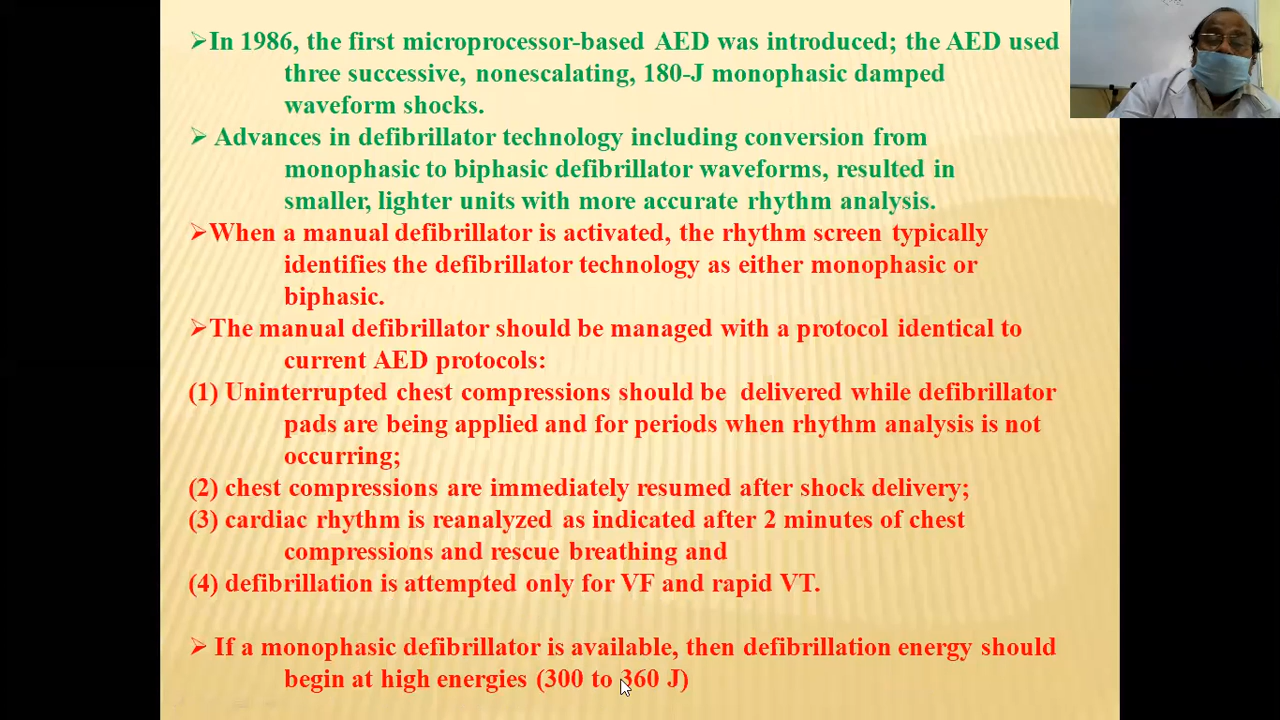 ➢In 1986, the first microprocessor-based AED was introduced; the AED used
three successive, nonescalating, 180-J monophasic damped
waveform shocks.
➢ Advances in defibrillator technology including conversion from
monophasic to biphasic defibrillator waveforms, resulted in
smaller, lighter units with more accurate rhythm analysis.
➢When a manual defibrillator is activated, the rhythm screen typically
identifies the defibrillator technology as either monophasic or
biphasic.
➢The manual defibrillator should be managed with a protocol identical to
current AED protocols:
(1) Uninterrupted chest compressions should be delivered while defibrillator
pads are being applied and for periods when rhythm analysis is not
occurring;
(2) chest compressions are immediately resumed after shock delivery;
(3) cardiac rhythm is reanalyzed as indicated after 2 minutes of chest
compressions and rescue breathing and
(4) defibrillation is attempted only for VF and rapid VT.
➢ If a monophasic defibrillator is available, then defibrillation energy should
begin at high energies (300 to 360 J)